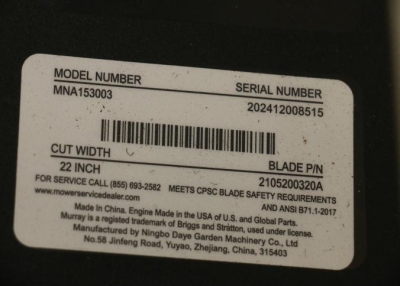 MODEL NUMBER SERIAL NUMBER
MNA153003 202412008515
CUT WIDTH BLADE P/N
22 INCH 2105200320A
FOR SERVICE CALL (855) 693-2582 MEETS CPSC BLADE SAFETY REQUIREMENTS
www.mowerservicedealer.com AND ANSI B71.1-2017
Made In China. Engine Made in the USA of U.S. and Global Parts.
Murray is a registered trademark of Briggs and Stratton, used under license.
Manufactured by Ningbo Daye Garden Machinery Co., Ltd
No.58 Jinfeng Road, Yuyao, Zhejiang, China, 315403